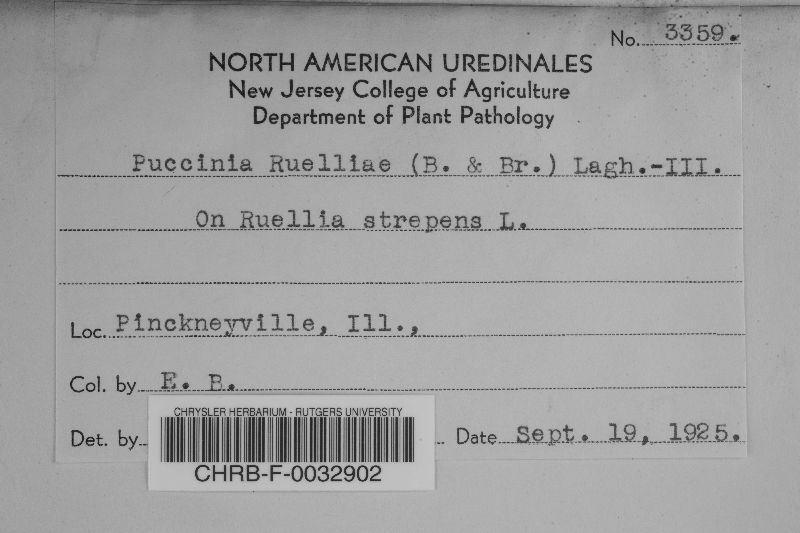 No. 3359.
NORTH AMERICAN UREDINALES
New Jersey College of Agriculture
Department of Plant Pathology
Puccinia Ruelliae (B. & Br.) Lagh.-III.
On Ruellia strepens L.
Loc. Pinckneyville, Ill.,
Col. by E. B.
Det. by Date Sept. 19, 1925.
CHRYSLER HERBARIUM - RUTGERS UNIVERSITY
CHRB-F-0032902